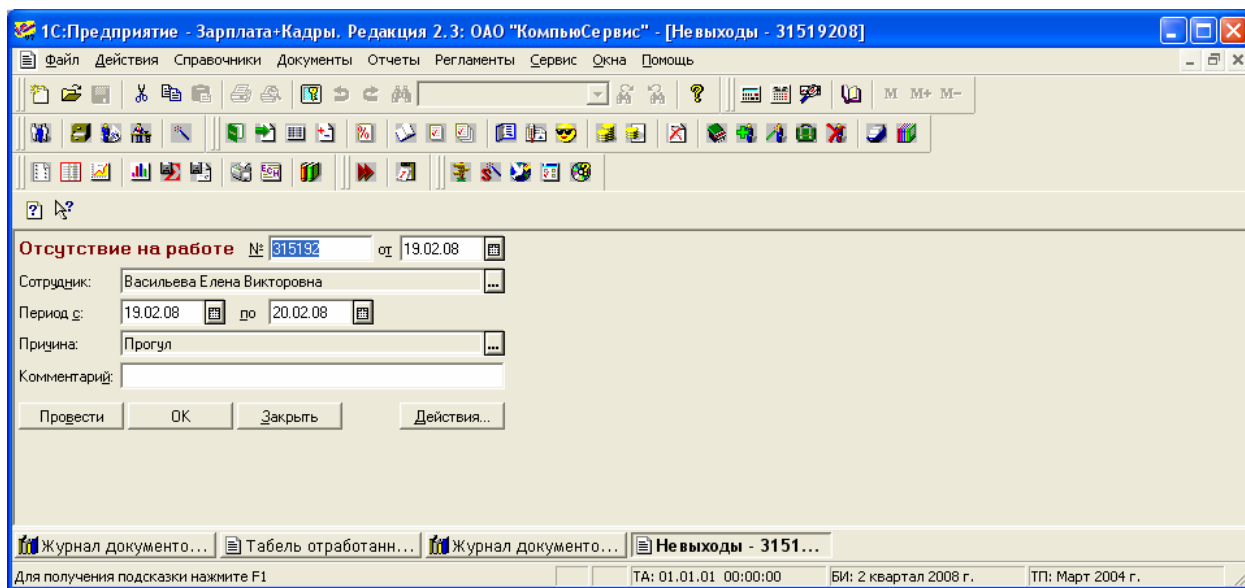 1С:Предприятие - Зарплата+Кадры. Редакция 2.3: ОАО "КомпьюСервис" - [Невыходы - 31519208]
Файл Действия Справочники Документы Отчеты Регламенты Сервис Окна Помощь
M M+ M-
Отсутствие на работе № 315192 от 19.02.08
Сотрудник: Васильева Елена Викторовна
Период с: 19.02.08 по 20.02.08
Причина: Прогул
Комментарий:
Провести ОК Закрыть Действия...
Журнал документо... Табель отработанн... Журнал документо... Невыходы - 3151...
Для получения подсказки нажмите F1 ТА: 01.01.01 00:00:00 БИ: 2 квартал 2008 г. ТП: Март 2004 г.